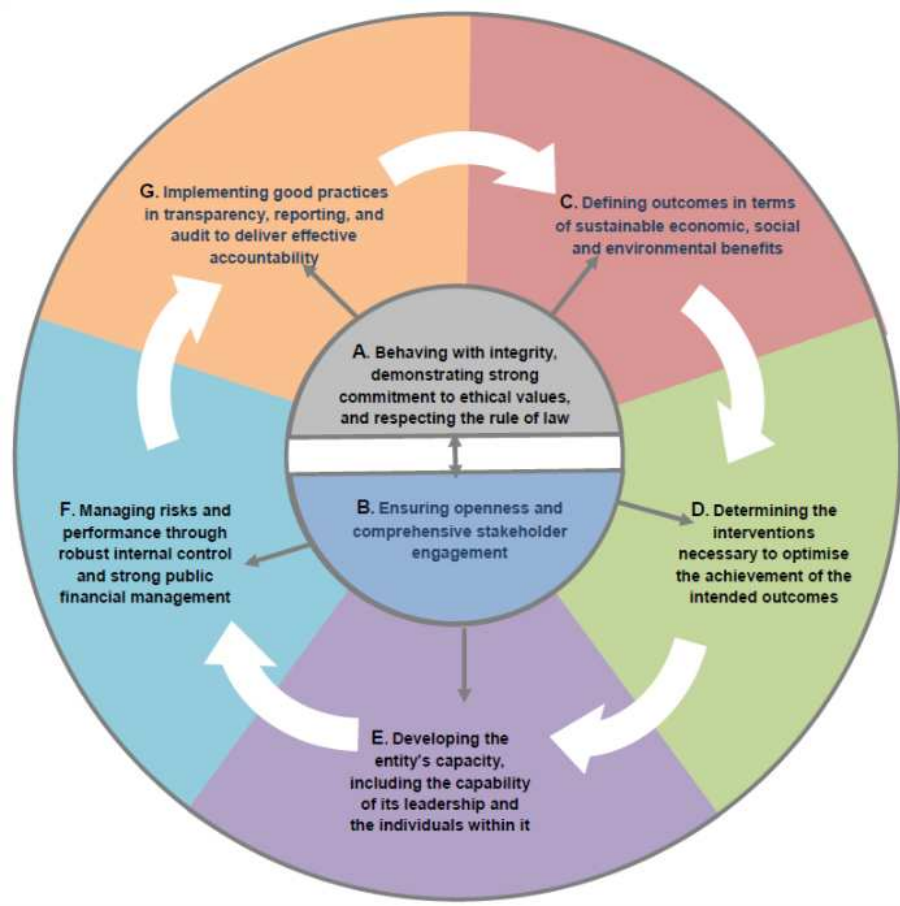 G. Implementing good practices
in transparency, reporting, and
audit to deliver effective
accountability
C. Defining outcomes in terms
of sustainable economic, social
and environmental benefits
A. Behaving with integrity,
demonstrating strong
commitment to ethical values,
and respecting the rule of law
B. Ensuring openness and
comprehensive stakeholder
engagement
D. Determining the
interventions
necessary to optimise
the achievement of the
intended outcomes
F. Managing risks and
performance through
robust internal control
and strong public
financial management
E. Developing the
entity's capacity,
including the capability
of its leadership and
the individuals within it